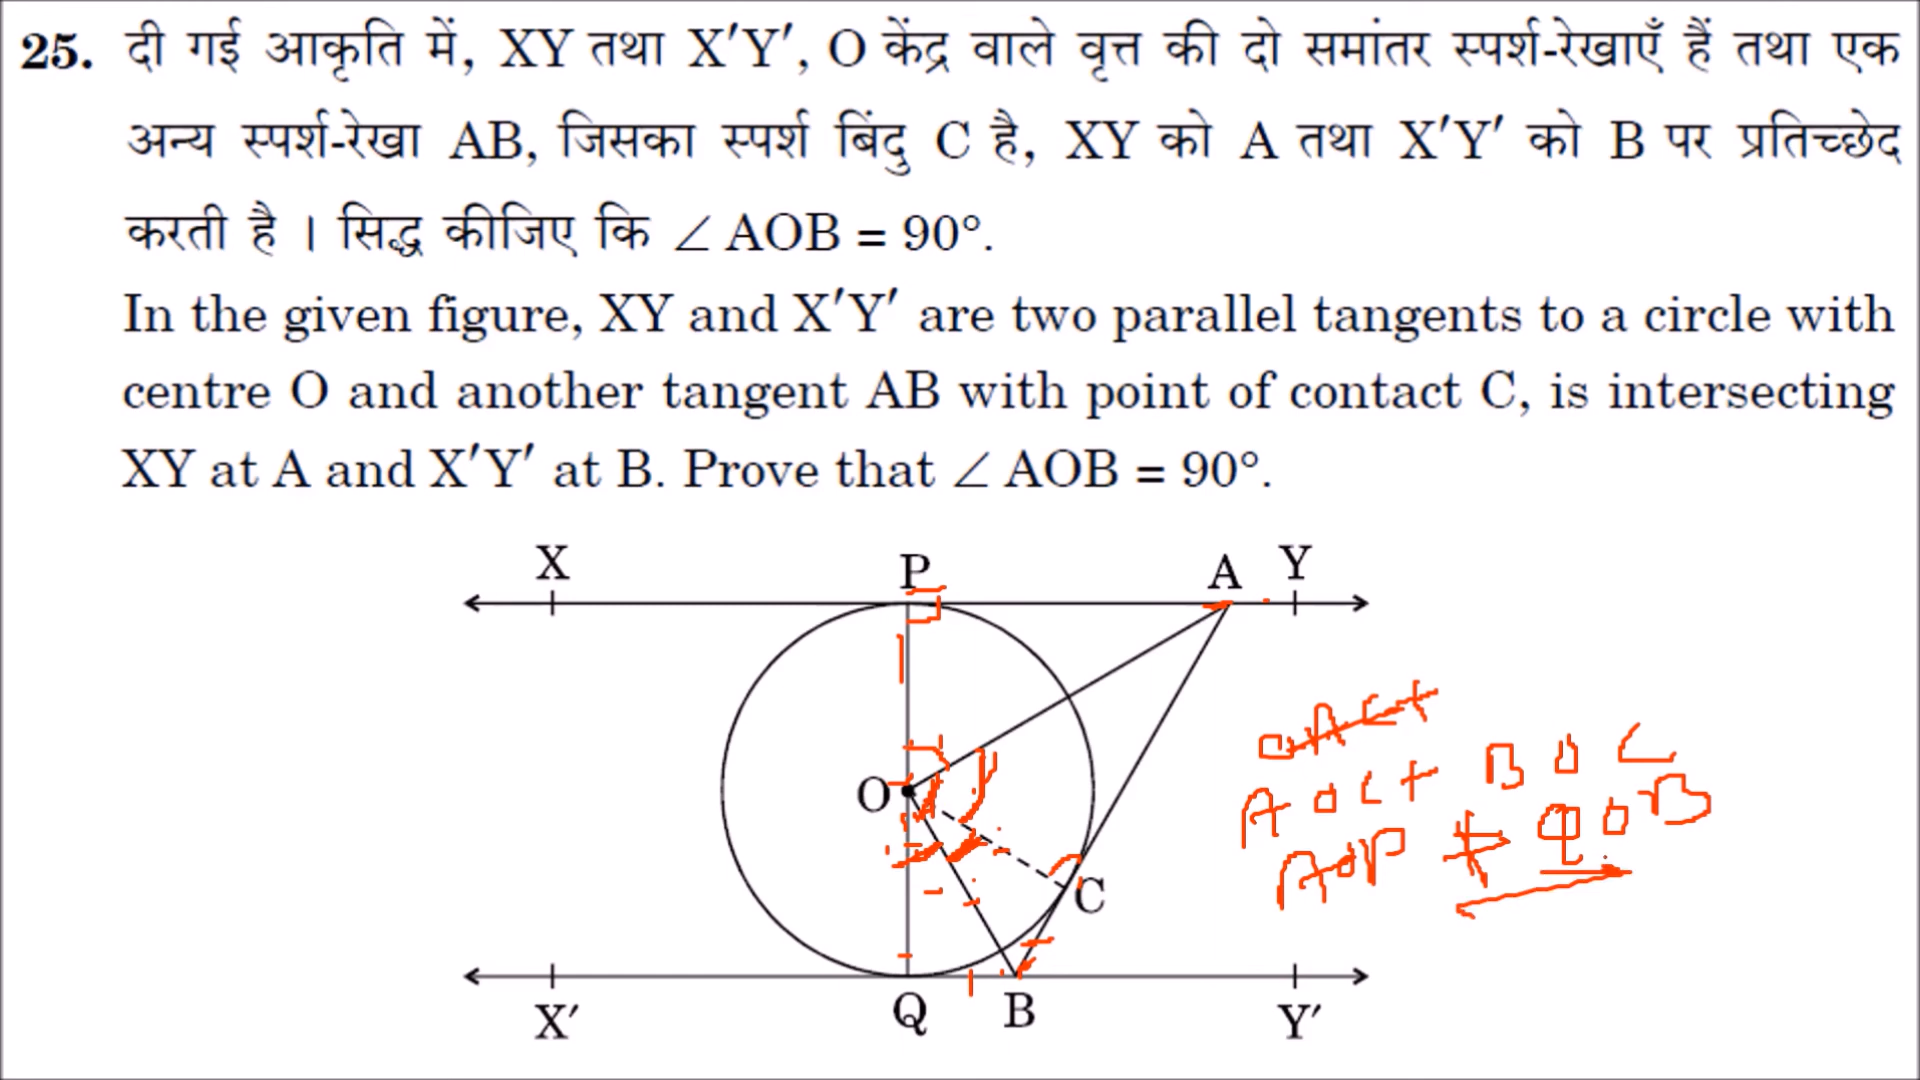 25. दी गई आकृति में, XY तथा X′Y′, O केंद्र वाले वृत्त की दो समांतर स्पर्श-रेखाएँ हैं तथा एक
अन्य स्पर्श-रेखा AB, जिसका स्पर्श बिंदु C है, XY को A तथा X′Y′ को B पर प्रतिच्छेद
करती है । सिद्ध कीजिए कि ∠ AOB = 90°.
In the given figure, XY and X′Y′ are two parallel tangents to a circle with
centre O and another tangent AB with point of contact C, is intersecting
XY at A and X′Y′ at B. Prove that ∠ AOB = 90°.
X P A Y
O
AOC + BOC
C
X′ Q B Y′